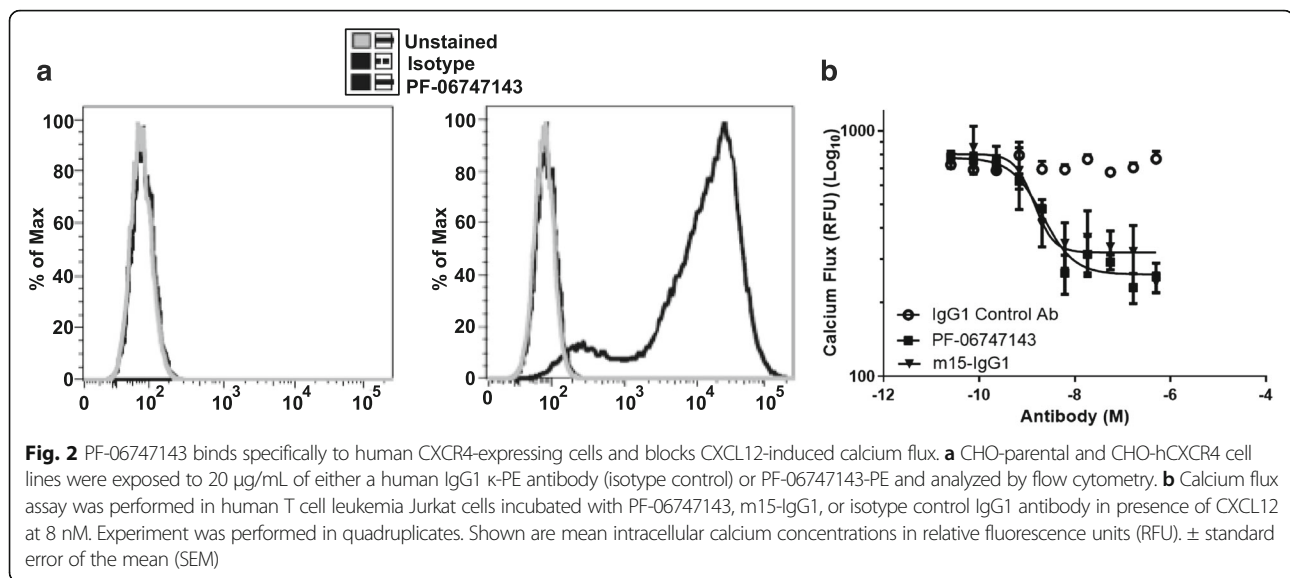 Unstained
Isotype
PF-06747143
a
b
% of Max
100
80
60
40
20
0
0 10^2 10^3 10^4 10^5
% of Max
100
80
60
40
20
0
0 10^2 10^3 10^4 10^5
Calcium Flux (RFU) (Log10)
1000
100
IgG1 Control Ab
PF-06747143
m15-IgG1
-12 -10 -8 -6 -4
Antibody (M)
Fig. 2 PF-06747143 binds specifically to human CXCR4-expressing cells and blocks CXCL12-induced calcium flux. a CHO-parental and CHO-hCXCR4 cell
lines were exposed to 20 μg/mL of either a human IgG1 κ-PE antibody (isotype control) or PF-06747143-PE and analyzed by flow cytometry. b Calcium flux
assay was performed in human T cell leukemia Jurkat cells incubated with PF-06747143, m15-IgG1, or isotype control IgG1 antibody in presence of CXCL12
at 8 nM. Experiment was performed in quadruplicates. Shown are mean intracellular calcium concentrations in relative fluorescence units (RFU). ± standard
error of the mean (SEM)